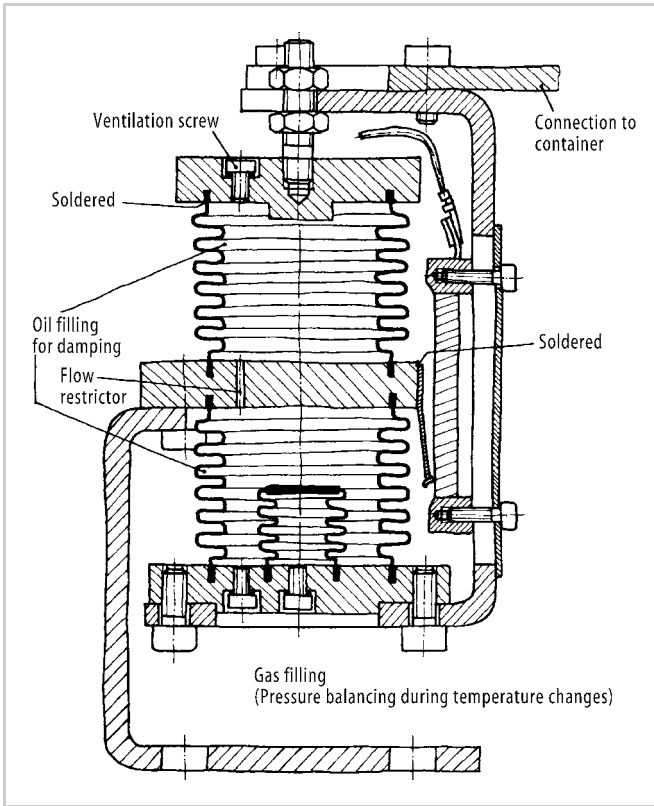 Ventilation screw
Connection to
container
Soldered
Oil filling
for damping
Flow
restrictor
Soldered
Gas filling
(Pressure balancing during temperature changes)